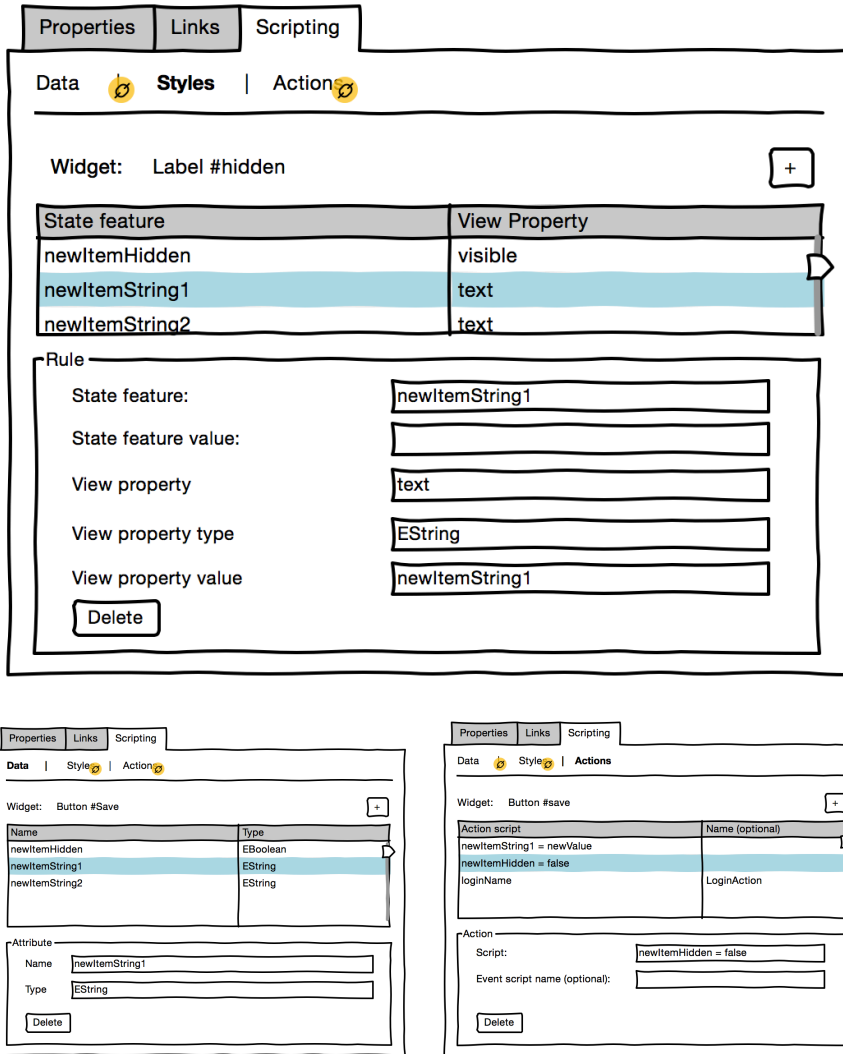 Properties Links Scripting
Data | Styles | Actions
Widget: Label #hidden +
State feature View Property
newItemHidden visible
newItemString1 text
newItemString2 text
Rule
State feature: newItemString1
State feature value:
View property text
View property type EString
View property value newItemString1
Delete
Properties Links Scripting
Data | Styles | Actions
Widget: Button #Save +
Name Type
newItemHidden EBoolean
newItemString1 EString
newItemString2 EString
Attribute
Name newItemString1
Type EString
Delete
Properties Links Scripting
Data | Styles | Actions
Widget: Button #save +
Action script Name (optional)
newItemString1 = newValue
newItemHidden = false
loginName LoginAction
Action
Script: newItemHidden = false
Event script name (optional):
Delete